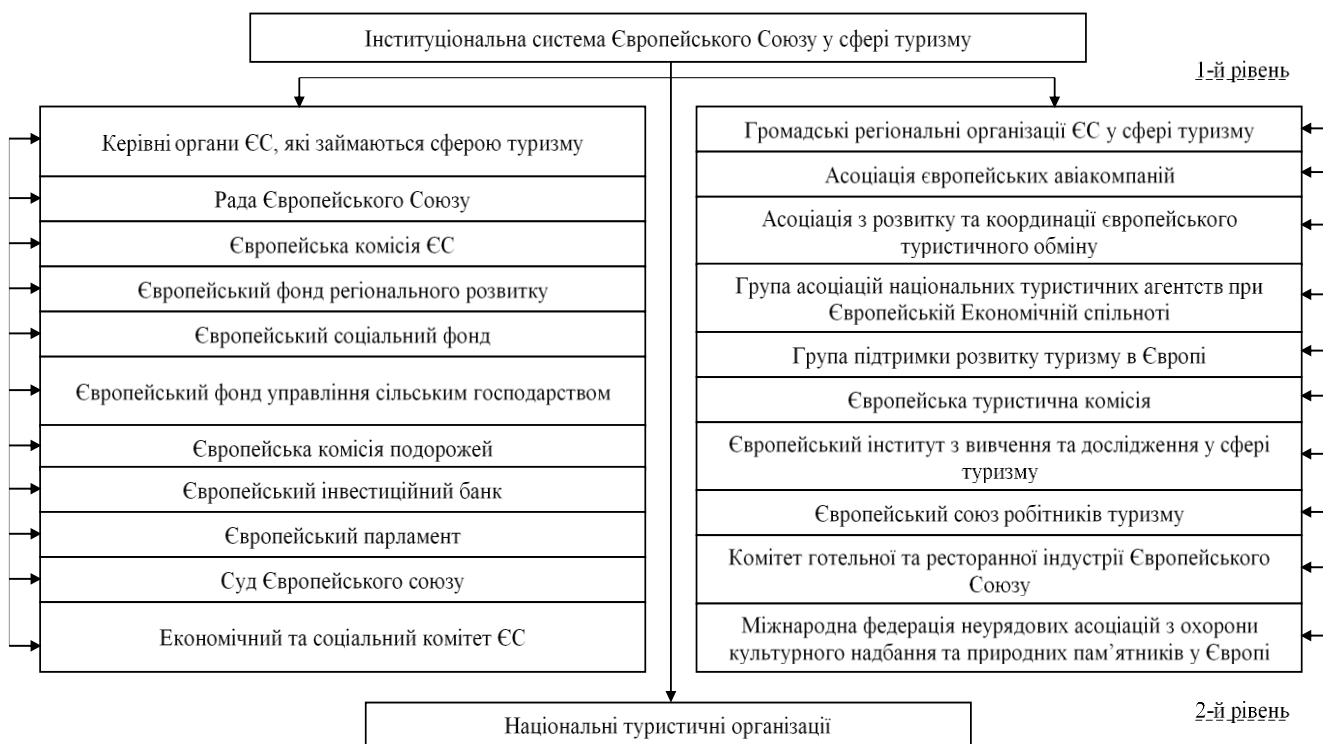 Інституціональна система Європейського Союзу у сфері туризму
1-й рівень
Керівні органи ЄС, які займаються сферою туризму
Рада Європейського Союзу
Європейська комісія ЄС
Європейський фонд регіонального розвитку
Європейський соціальний фонд
Європейський фонд управління сільським господарством
Європейська комісія подорожей
Європейський інвестиційний банк
Європейський парламент
Суд Європейського союзу
Економічний та соціальний комітет ЄС
Громадські регіональні організації ЄС у сфері туризму
Асоціація європейських авіакомпаній
Асоціація з розвитку та координації європейського
туристичного обміну
Група асоціацій національних туристичних агентств при
Європейській Економічній спільноті
Група підтримки розвитку туризму в Європі
Європейська туристична комісія
Європейський інститут з вивчення та дослідження у сфері
туризму
Європейський союз робітників туризму
Комітет готельної та ресторанної індустрії Європейського
Союзу
Міжнародна федерація неурядових асоціацій з охорони
культурного надбання та природних пам’ятників у Європі
2-й рівень
Національні туристичні організації